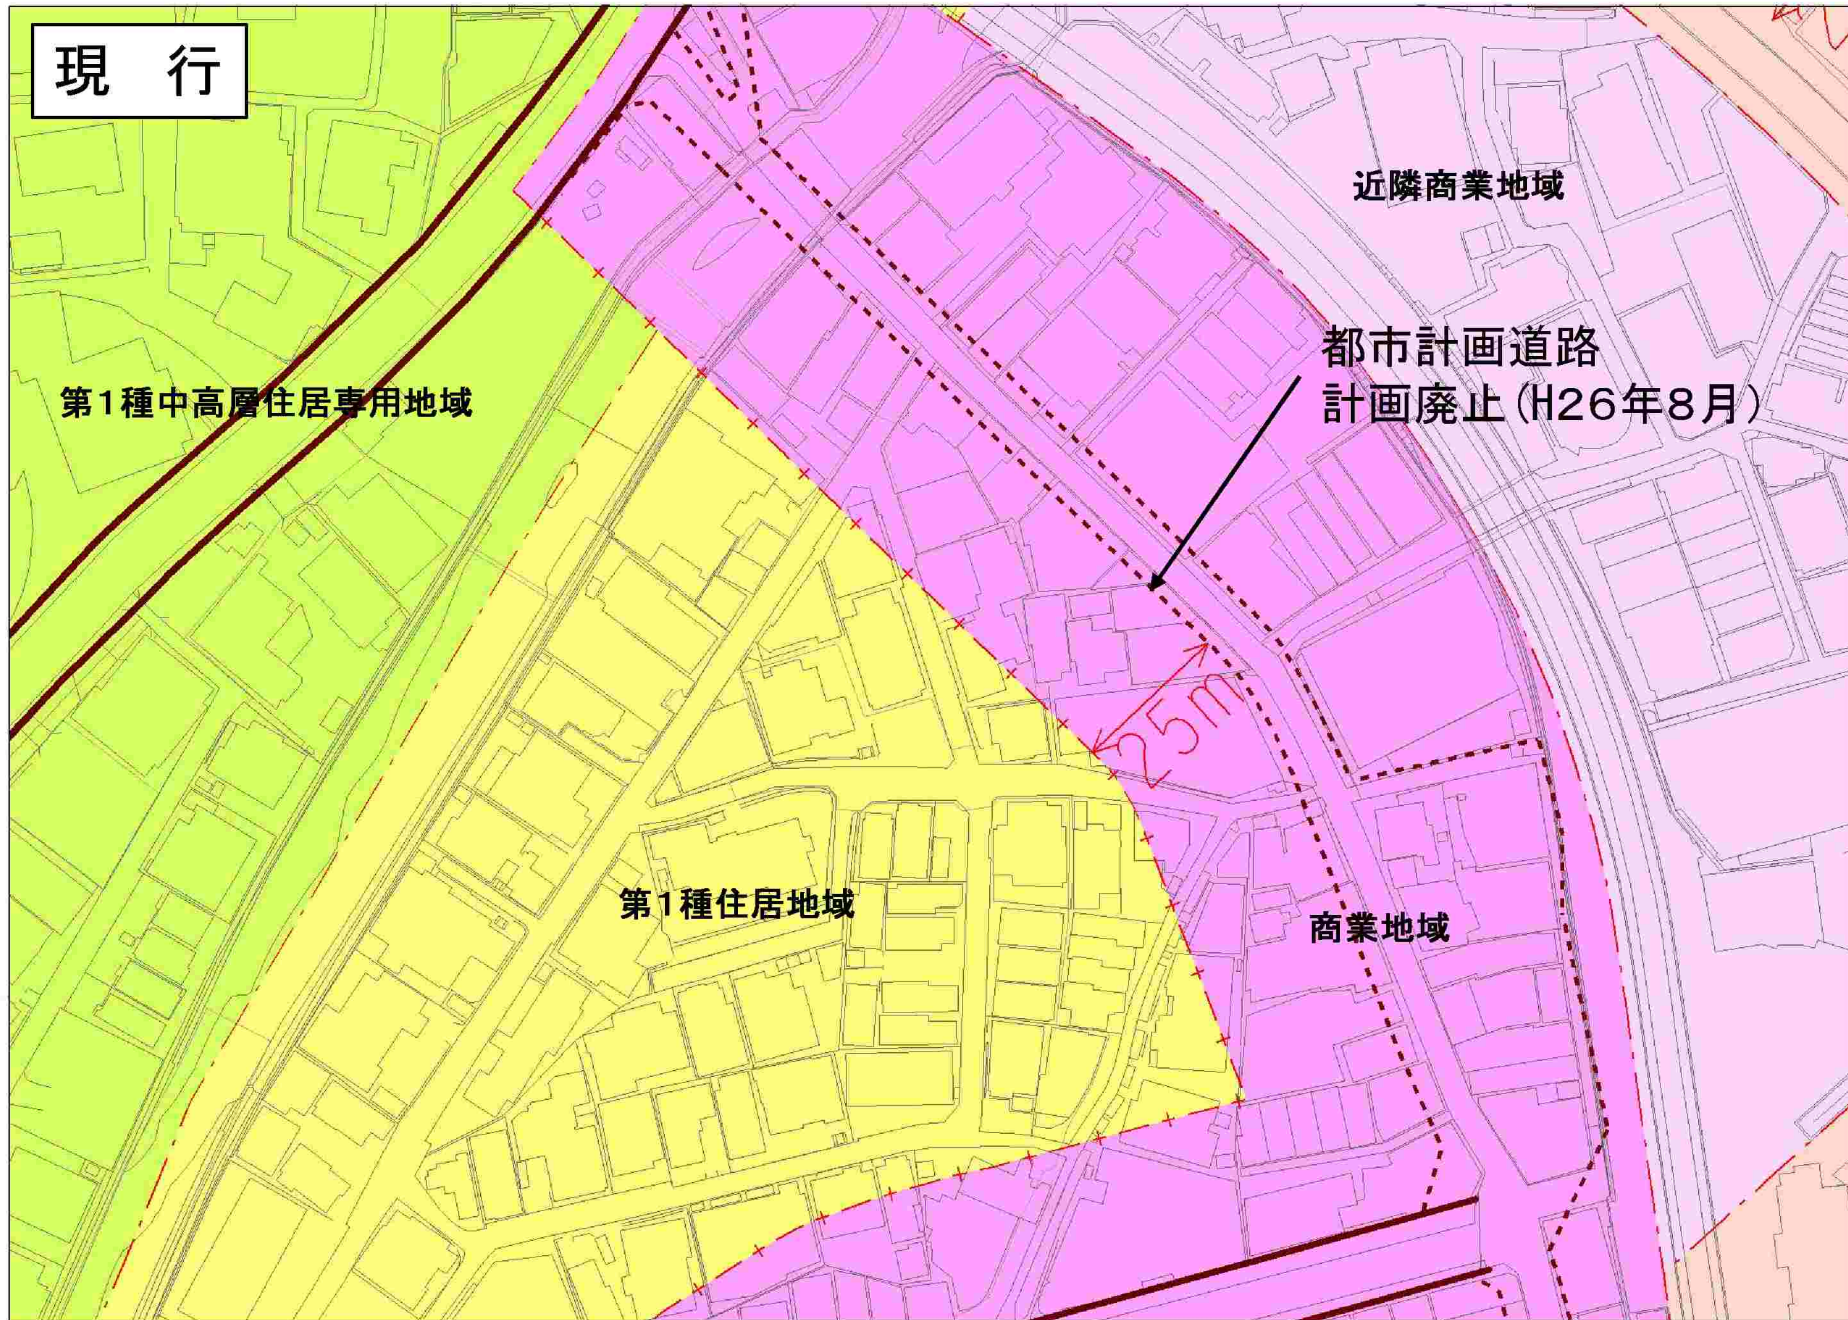 現 行
近隣商業地域
都市計画道路
計画廃止(H26年8月)
第1種中高層住居専用地域
25m
第1種住居地域
商業地域